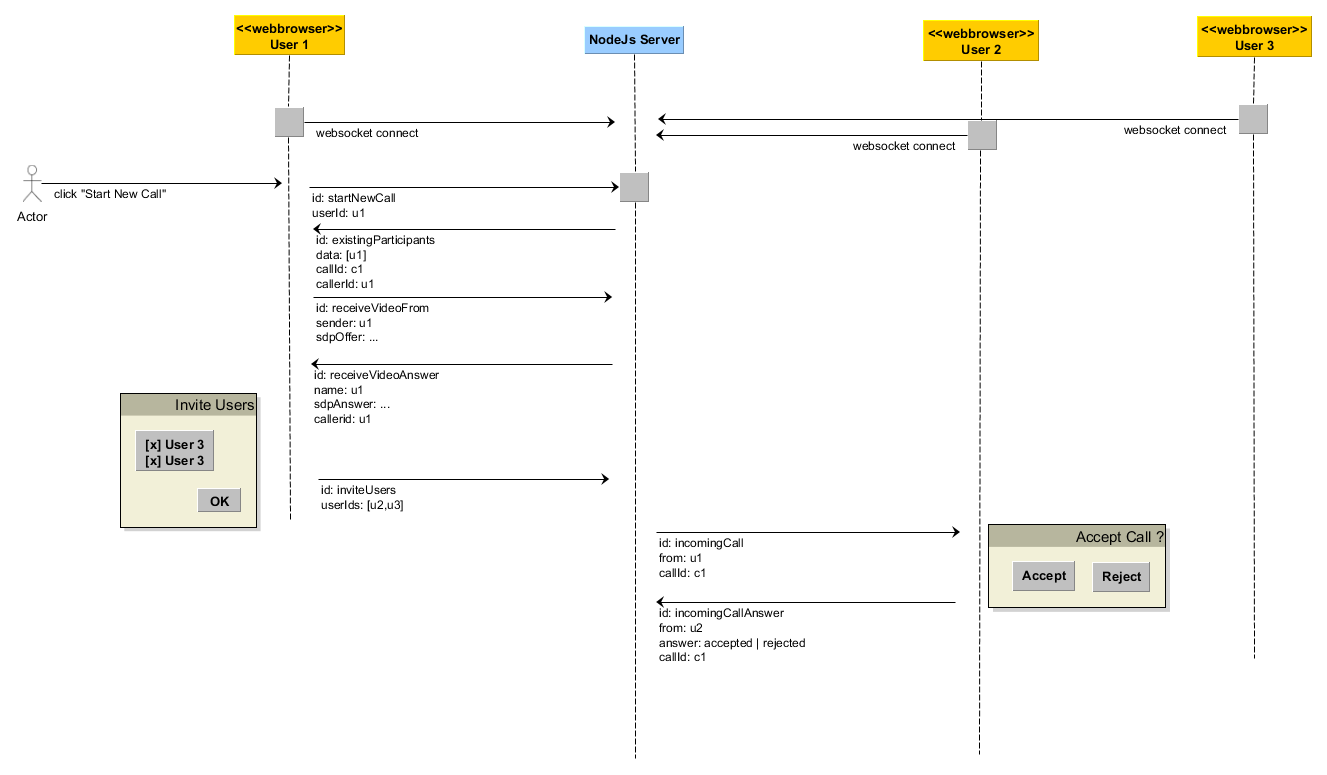 <<webbrowser>>
User 1
NodeJs Server
<<webbrowser>>
User 2
<<webbrowser>>
User 3
websocket connect
websocket connect
websocket connect
click "Start New Call"
Actor
id: startNewCall
userId: u1
id: existingParticipants
data: [u1]
callId: c1
callerId: u1
id: receiveVideoFrom
sender: u1
sdpOffer: ...
id: receiveVideoAnswer
name: u1
sdpAnswer: ...
callerid: u1
Invite Users
[x] User 3
[x] User 3
OK
id: inviteUsers
userIds: [u2,u3]
id: incomingCall
from: u1
callId: c1
Accept Call ?
Accept
Reject
id: incomingCallAnswer
from: u2
answer: accepted | rejected
callId: c1